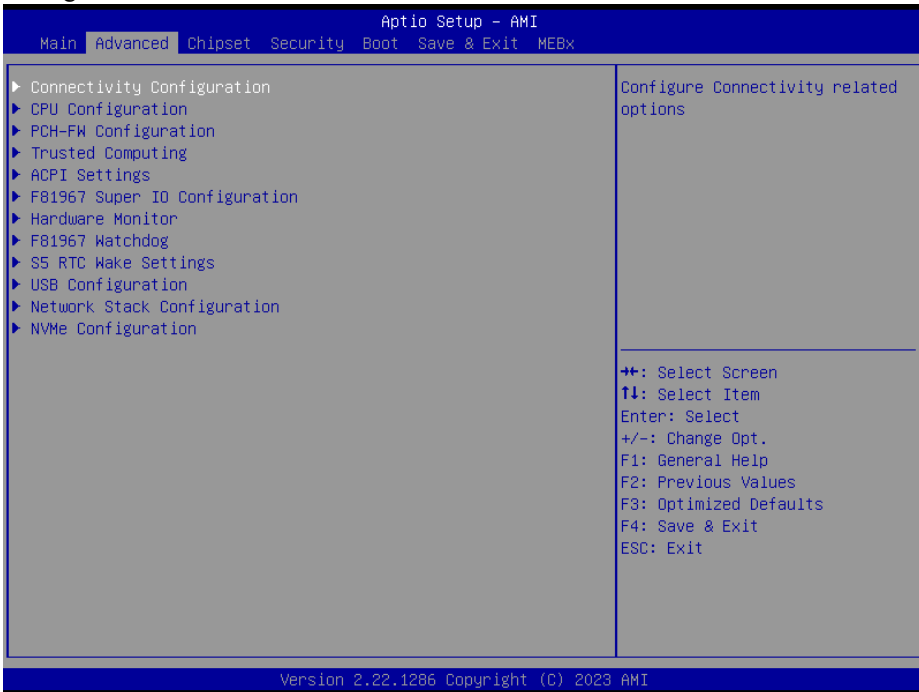 Aptio Setup – AMI
Main Advanced Chipset Security Boot Save & Exit MEBx
Connectivity Configuration
CPU Configuration
PCH-FW Configuration
Trusted Computing
ACPI Settings
F81967 Super IO Configuration
Hardware Monitor
F81967 Watchdog
S5 RTC Wake Settings
USB Configuration
Network Stack Configuration
NVMe Configuration
Configure Connectivity related
options
→←: Select Screen
↑↓: Select Item
Enter: Select
+/-: Change Opt.
F1: General Help
F2: Previous Values
F3: Optimized Defaults
F4: Save & Exit
ESC: Exit
Version 2.22.1286 Copyright (C) 2023 AMI